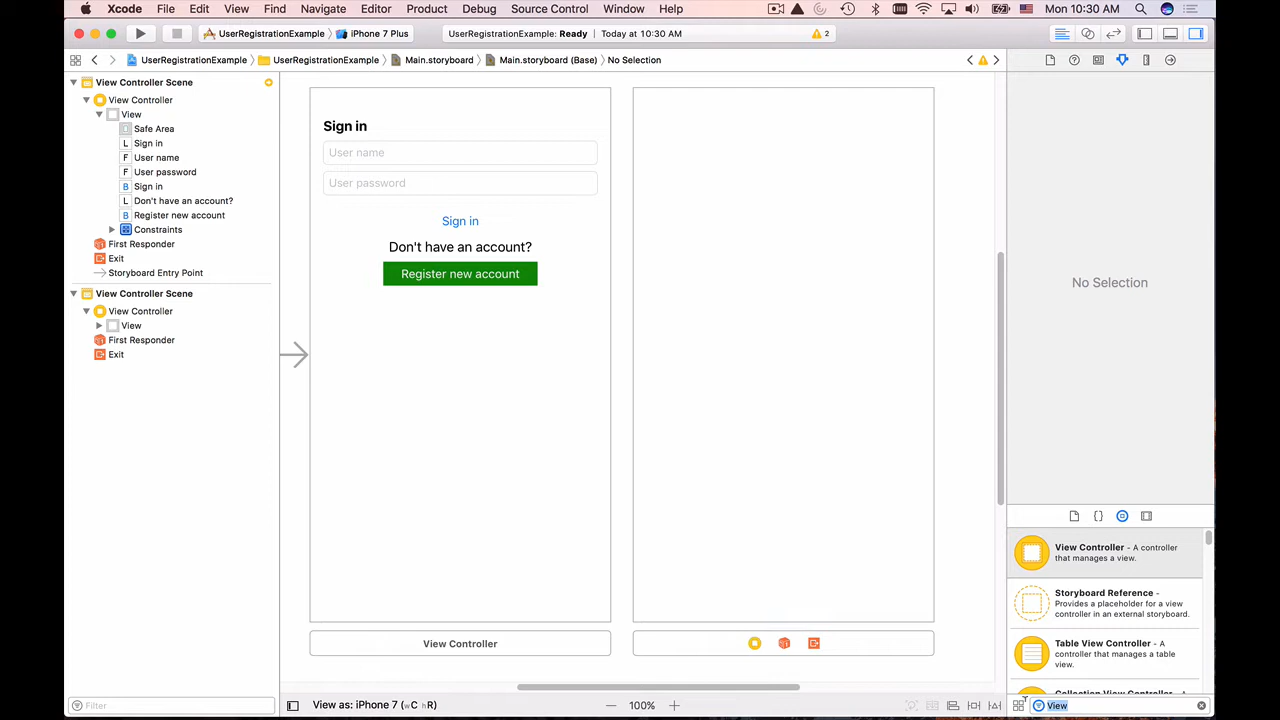 Xcode File Edit View Find Navigate Editor Product Debug Source Control Window Help Mon 10:30 AM
UserRegistrationExample iPhone 7 Plus UserRegistrationExample: Ready Today at 10:30 AM 2
UserRegistrationExample UserRegistrationExample Main.storyboard Main.storyboard (Base) No Selection
View Controller Scene
View Controller
View
Safe Area
L Sign in
F User name
F User password
B Sign in
L Don't have an account?
B Register new account
Constraints
First Responder
Exit
Storyboard Entry Point
View Controller Scene
View Controller
View
First Responder
Exit
Filter
Sign in
User name
User password
Sign in
Don't have an account?
Register new account
View Controller
View as: iPhone 7 (wC hR)
100%
No Selection
View Controller - A controller
that manages a view.
Storyboard Reference -
Provides a placeholder for a view
controller in an external storyboard.
Table View Controller - A
controller that manages a table
view.
Collection View Controller - A
View